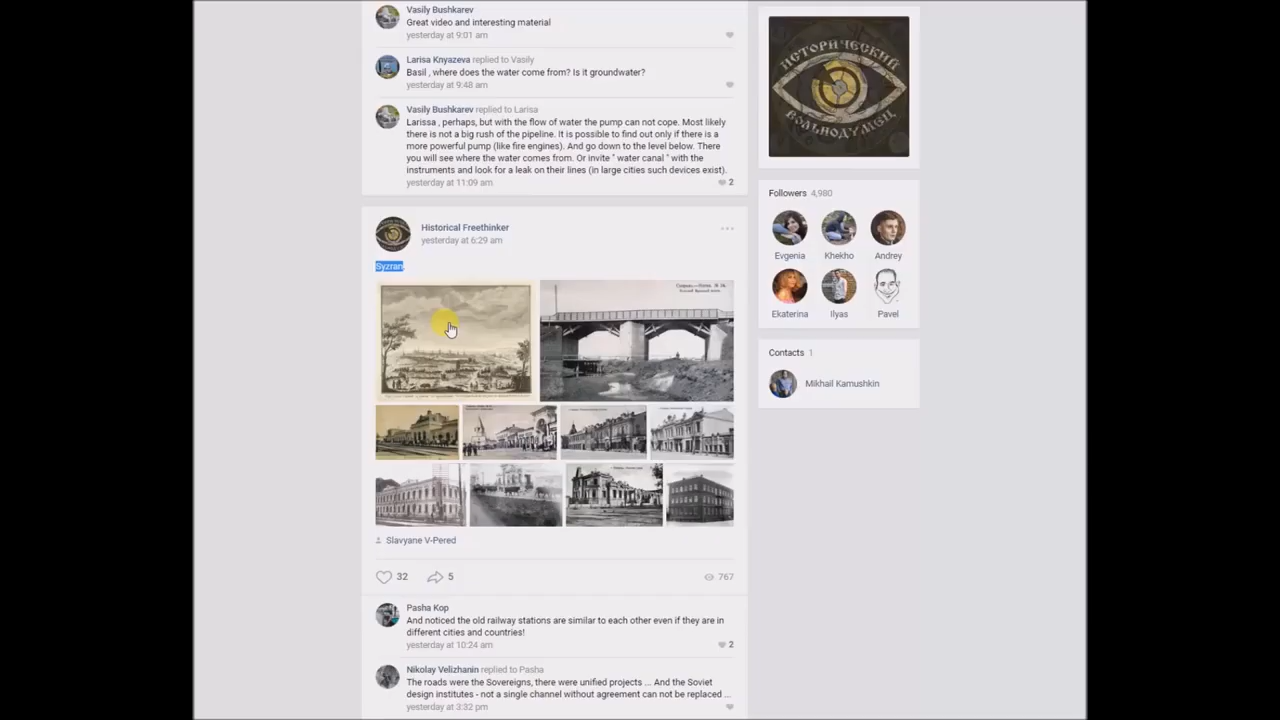 Vasily Bushkarev
Great video and interesting material
yesterday at 9:01 am
Larisa Knyazeva replied to Vasily
Basil , where does the water come from? Is it groundwater?
yesterday at 9:48 am
Vasily Bushkarev replied to Larisa
Larissa , perhaps, but with the flow of water the pump can not cope. Most likely
there is not a big rush of the pipeline. It is possible to find out only if there is a
more powerful pump (like fire engines). And go down to the level below. There
you will see where the water comes from. Or invite " water canal " with the
instruments and look for a leak on their lines (in large cities such devices exist).
yesterday at 11:09 am
2
Historical Freethinker
yesterday at 6:29 am
Syzran
Slavyane V-Pered
32
5
767
Pasha Kop
And noticed the old railway stations are similar to each other even if they are in
different cities and countries!
yesterday at 10:24 am
2
Nikolay Velizhanin replied to Pasha
The roads were the Sovereigns, there were unified projects ... And the Soviet
design institutes - not a single channel without agreement can not be replaced ...
yesterday at 3:32 pm
ИСТОРИЧЕСКИЙ
ВОЛЬНОДУМЕЦ
Followers 4,980
Evgenia
Khekho
Andrey
Ekaterina
Ilyas
Pavel
Contacts 1
Mikhail Kamushkin